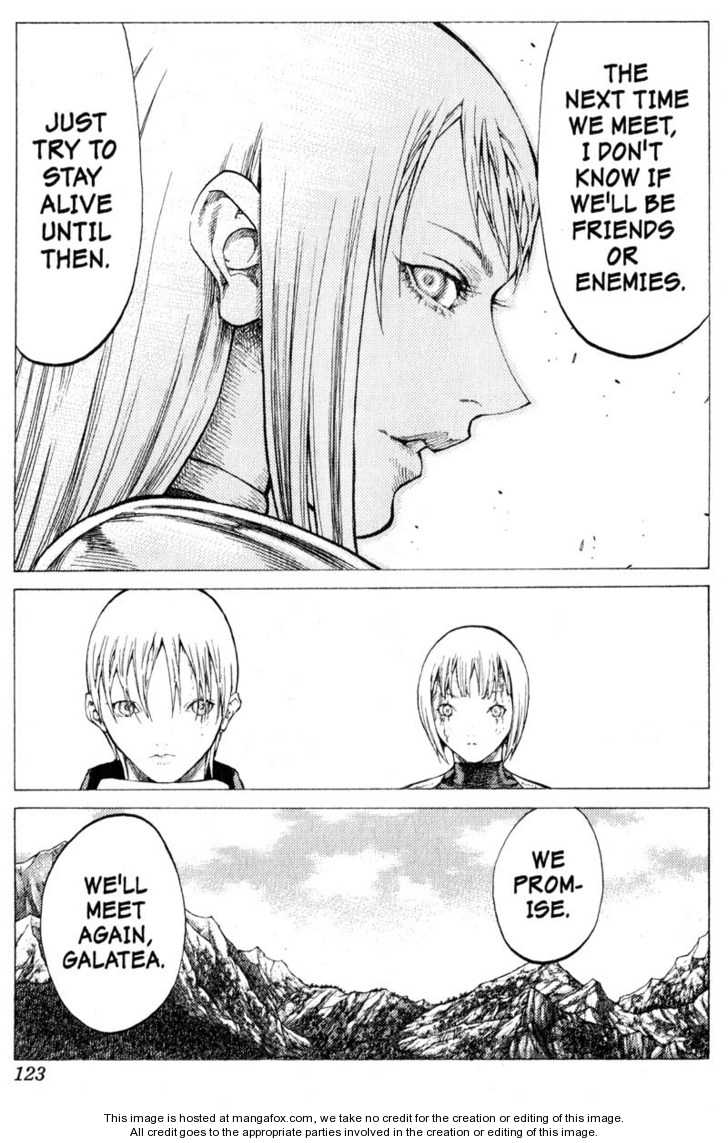 THE
NEXT TIME
WE MEET,
I DON'T
KNOW IF
WE'LL BE
FRIENDS
OR
ENEMIES.
JUST
TRY TO
STAY
ALIVE
UNTIL
THEN.
WE
PROM-
ISE.
WE'LL
MEET
AGAIN,
GALATEA.
123
This image is hosted at mangafox.com, we take no credit for the creation or editing of this image.
All credit goes to the appropriate parties involved in the creation or editing of this image.